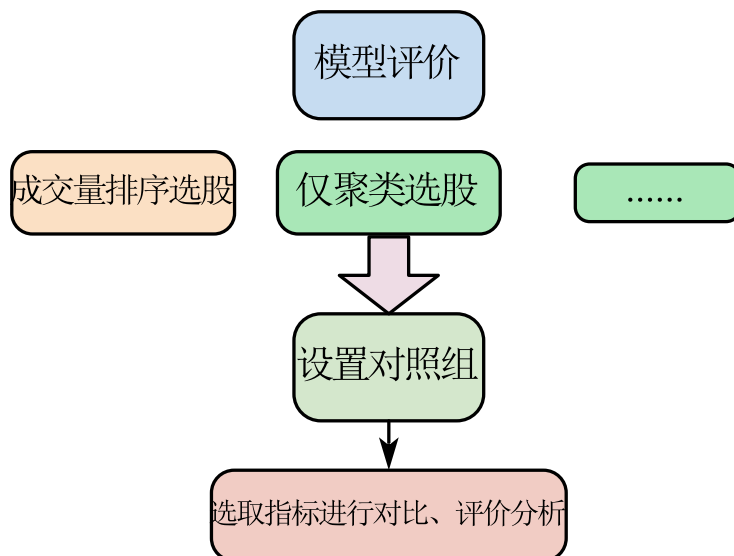 模型评价
成交量排序选股
仅聚类选股
......
设置对照组
选取指标进行对比、评价分析